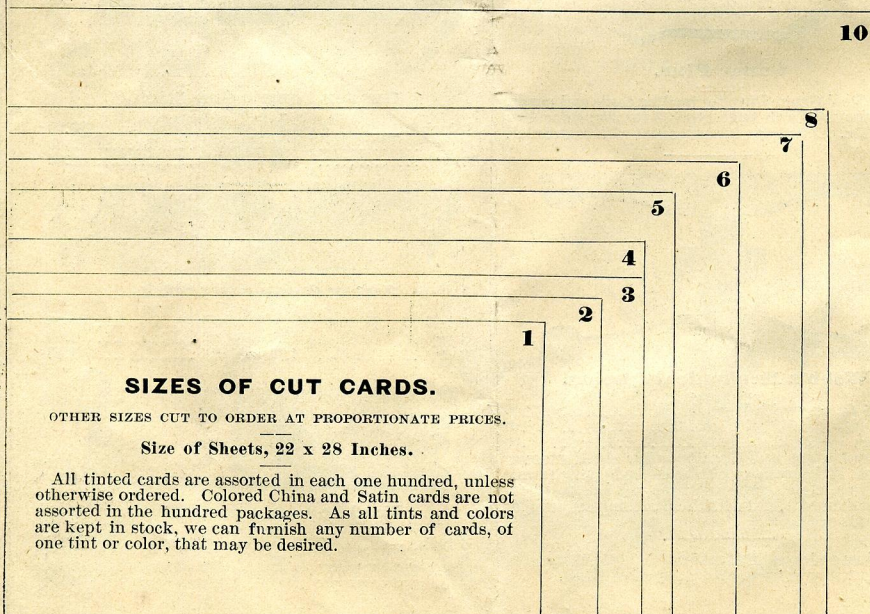 10
8
7
6
5
4
3
2
1
SIZES OF CUT CARDS.
OTHER SIZES CUT TO ORDER AT PROPORTIONATE PRICES.
Size of Sheets, 22 x 28 Inches.
All tinted cards are assorted in each one hundred, unless
otherwise ordered. Colored China and Satin cards are not
assorted in the hundred packages. As all tints and colors
are kept in stock, we can furnish any number of cards, of
one tint or color, that may be desired.